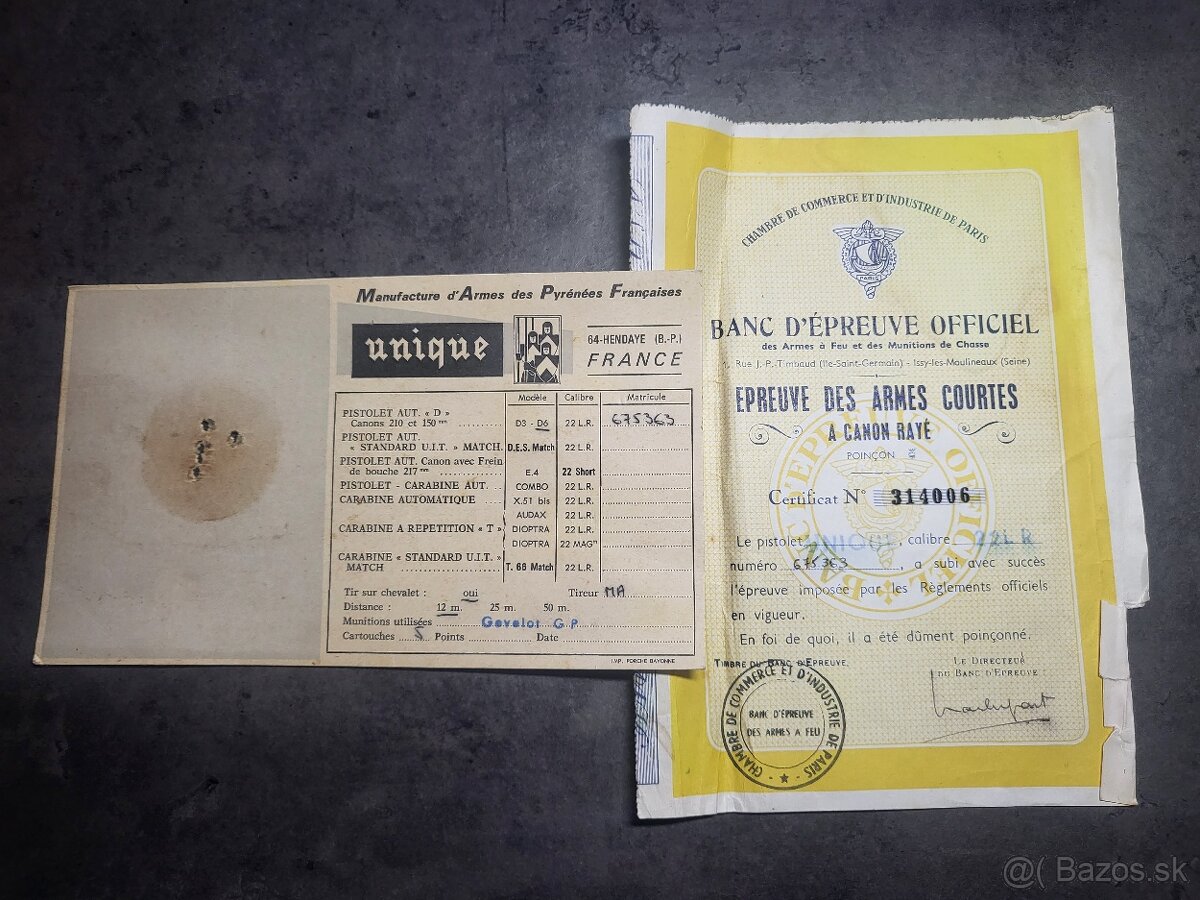 Manufacture d'Armes des Pyrénées Françaises
unique
64-HENDAYE (B.-P.)
FRANCE
Modèle Calibre Matricule
PISTOLET AUT. « D »
Canons 210 et 150 mm D3 - D6 22 L.R. 675363
PISTOLET AUT.
« STANDARD U.I.T. » MATCH. D.E.S. Match 22 L.R.
PISTOLET AUT. Canon avec Frein
de bouche 217 mm E.4 22 Short
PISTOLET - CARABINE AUT. COMBO 22 L.R.
CARABINE AUTOMATIQUE X.51 bis 22 L.R.
AUDAX 22 L.R.
CARABINE A REPETITION « T » DIOPTRA 22 L.R.
DIOPTRA 22 MAG"
CARABINE « STANDARD U.I.T. »
MATCH T. 66 Match 22 L.R.
Tir sur chevalet : oui Tireur MA
Distance : 12 m. 25 m. 50 m.
Munitions utilisées Gevelot G P
Cartouches 5 Points Date
IMP. PORCHE BAYONNE
CHAMBRE DE COMMERCE ET D'INDUSTRIE DE PARIS
PARIS
BANC D'ÉPREUVE OFFICIEL
des Armes à Feu et des Munitions de Chasse
Rue J.-P.-Timbaud (Ile-Saint-Germain) - Issy-les-Moulineaux (Seine)
EPREUVE DES ARMES COURTES
A CANON RAYÉ
POINÇON
Certificat N° 314006
BANC D'EPREUVE OFFICIEL
Le pistolet UNIQUE, calibre 22 L R
numéro 675363, a subi avec succès
l'épreuve imposée par les Règlements officiels
en vigueur.
En foi de quoi, il a été dûment poinçonné.
TIMBRE DU BANC D'EPREUVE,
LE DIRECTEUR
DU BANC D'EPREUVE
CHAMBRE DE COMMERCE ET D'INDUSTRIE DE PARIS
BANC D'ÉPREUVE
DES ARMES A FEU
@( Bazos.sk